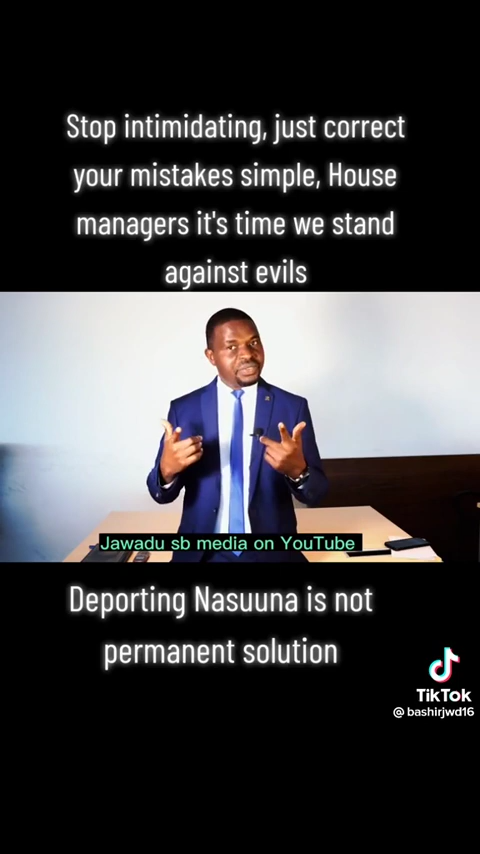 Stop intimidating, just correct
your mistakes simple, House
managers it's time we stand
against evils
Jawadu sb media on YouTube
Deporting Nasuuna is not
permanent solution
TikTok
@ bashirjwd16